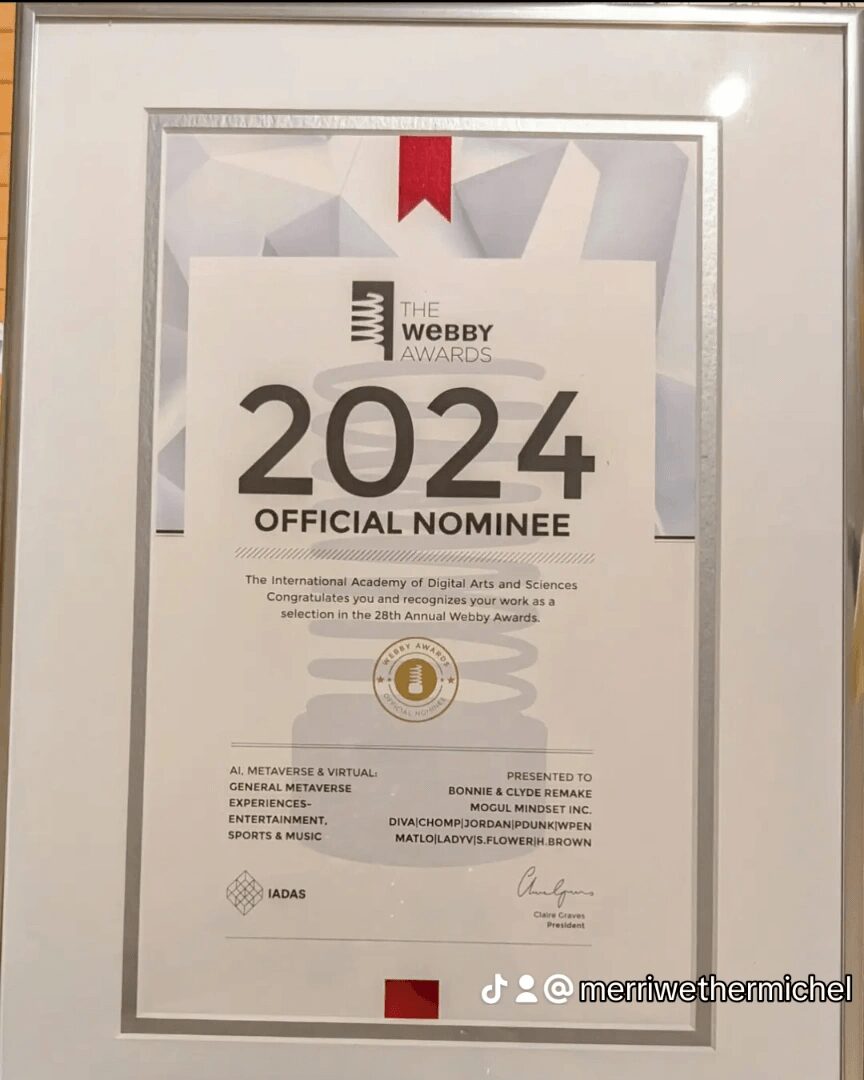 THE
WeBBY
AWARDS
2024
OFFICIAL NOMINEE
The International Academy of Digital Arts and Sciences
Congratulates you and recognizes your work as a
selection in the 28th Annual Webby Awards.
WEBBY AWARDS
OFFICIAL NOMINEE
AI, METAVERSE & VIRTUAL:
GENERAL METAVERSE
EXPERIENCES-
ENTERTAINMENT,
SPORTS & MUSIC
PRESENTED TO
BONNIE & CLYDE REMAKE
MOGUL MINDSET INC.
DIVA|CHOMP|JORDAN|PDUNK|WPEN
MATLO|LADYV|S.FLOWER|H.BROWN
IADAS
Claire Graves
President
@merriwethermichel